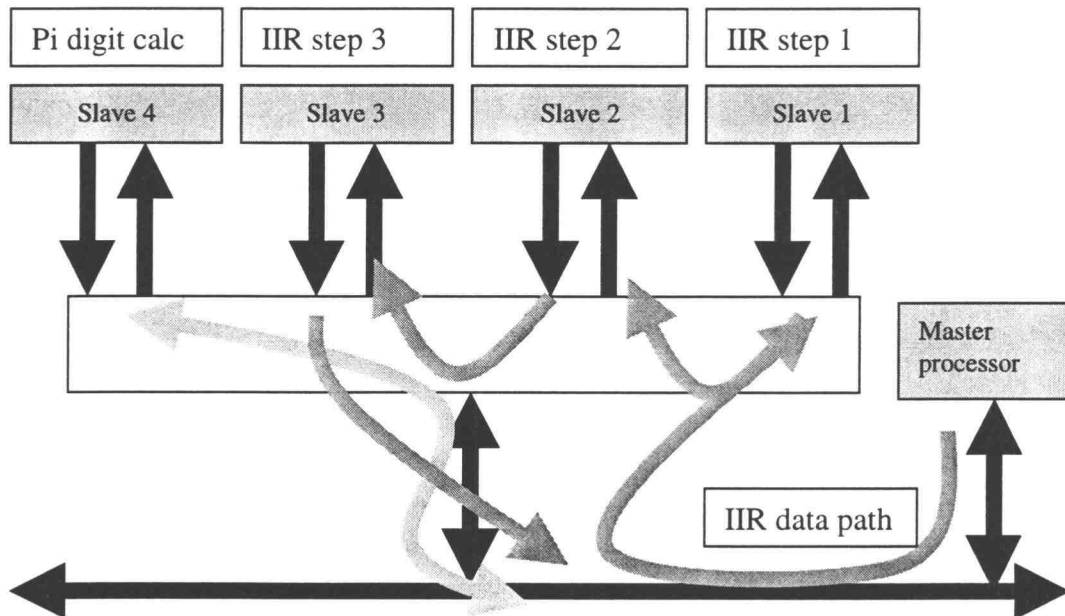 Pi digit calc
IIR step 3
IIR step 2
IIR step 1
Slave 4
Slave 3
Slave 2
Slave 1
Master
processor
IIR data path